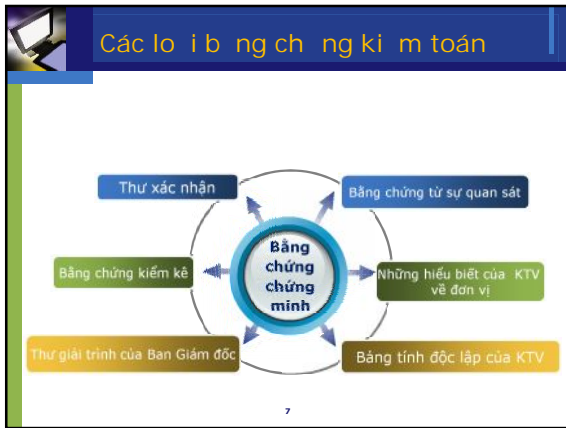 Các lo i b ng ch ng ki m toán
Thư xác nhận
Bằng chứng từ sự quan sát
Bằng
chứng
chứng
minh
Bằng chứng kiểm kê
Những hiểu biết của KTV
về đơn vị
Thư giải trình của Ban Giám đốc
Bảng tính độc lập của KTV
7